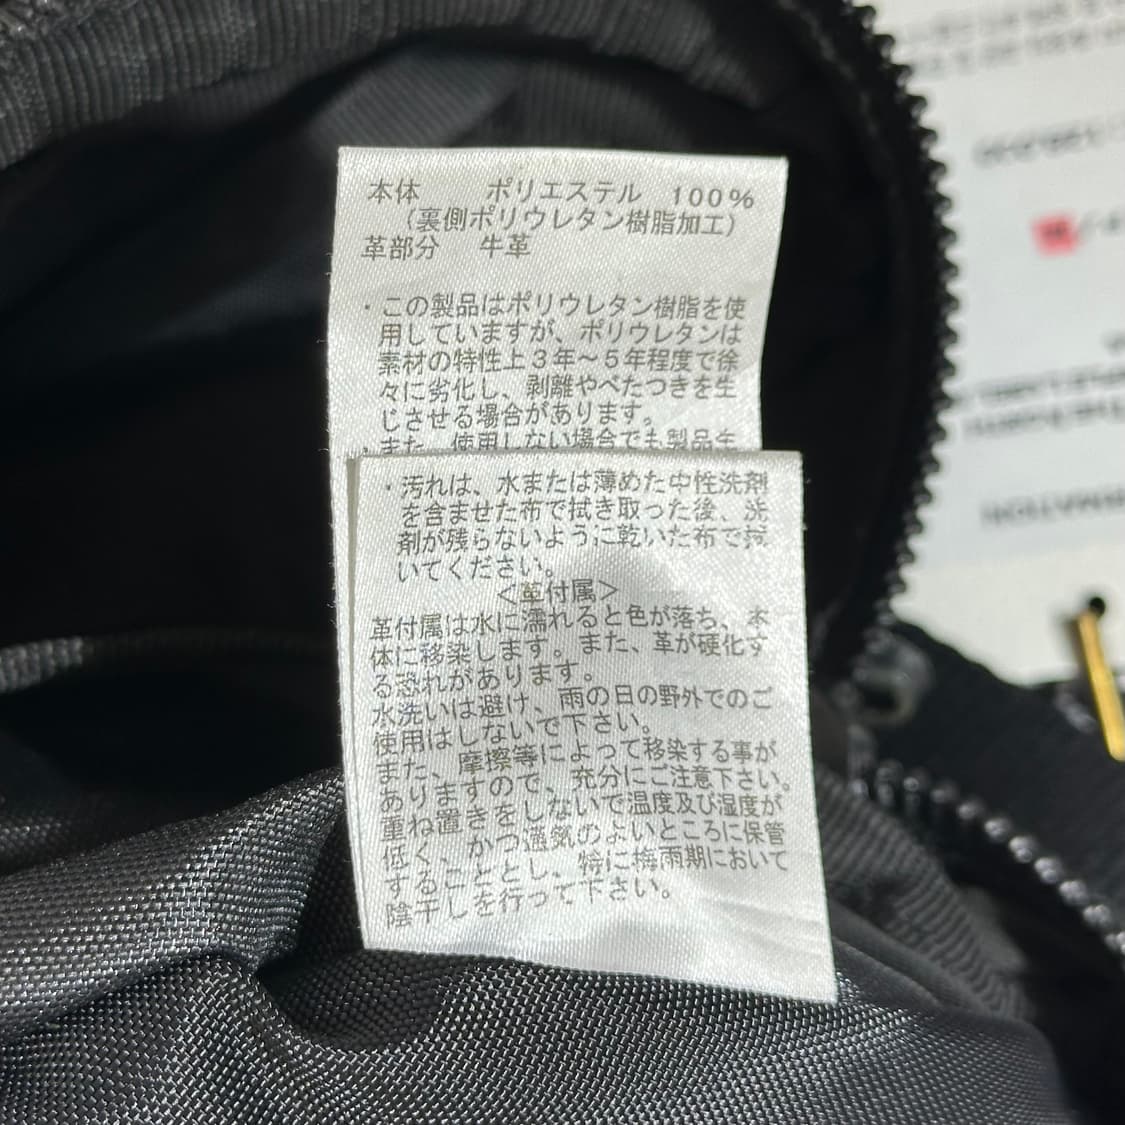 本体　ポリエステル　100%
（裏側ポリウレタン樹脂加工）
革部分　牛革
・この製品はポリウレタン樹脂を使
用していますが、ポリウレタンは
素材の特性上3年～5年程度で徐
々に劣化し、剥離やべたつきを生
じさせる場合があります。
・また、使用しない場合でも製品生
・汚れは、水または薄めた中性洗剤
を含ませた布で拭き取った後、洗
剤が残らないように乾いた布で拭
いてください。
＜革付属＞
革付属は水に濡れると色が落ち、本
体に移染します。また、革が硬化す
る恐れがあります。
水洗いは避け、雨の日の野外でのご
使用はしないで下さい。
また、摩擦等によって移染する事が
ありますので、充分にご注意下さい。
重ね置きをしないで温度及び湿度が
低く、かつ通気のよいところに保管
すること。とし、特に梅雨期において
陰干しを行って下さい。